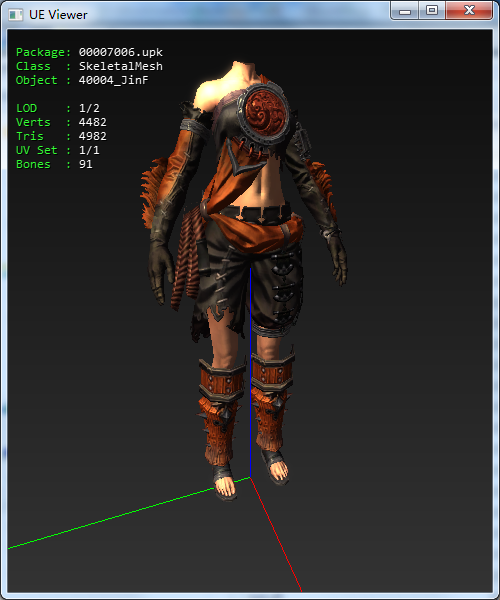 UE Viewer
Package: 00007006.upk
Class : SkeletalMesh
Object : 40004_JinF
LOD : 1/2
Verts : 4482
Tris : 4982
UV Set : 1/1
Bones : 91